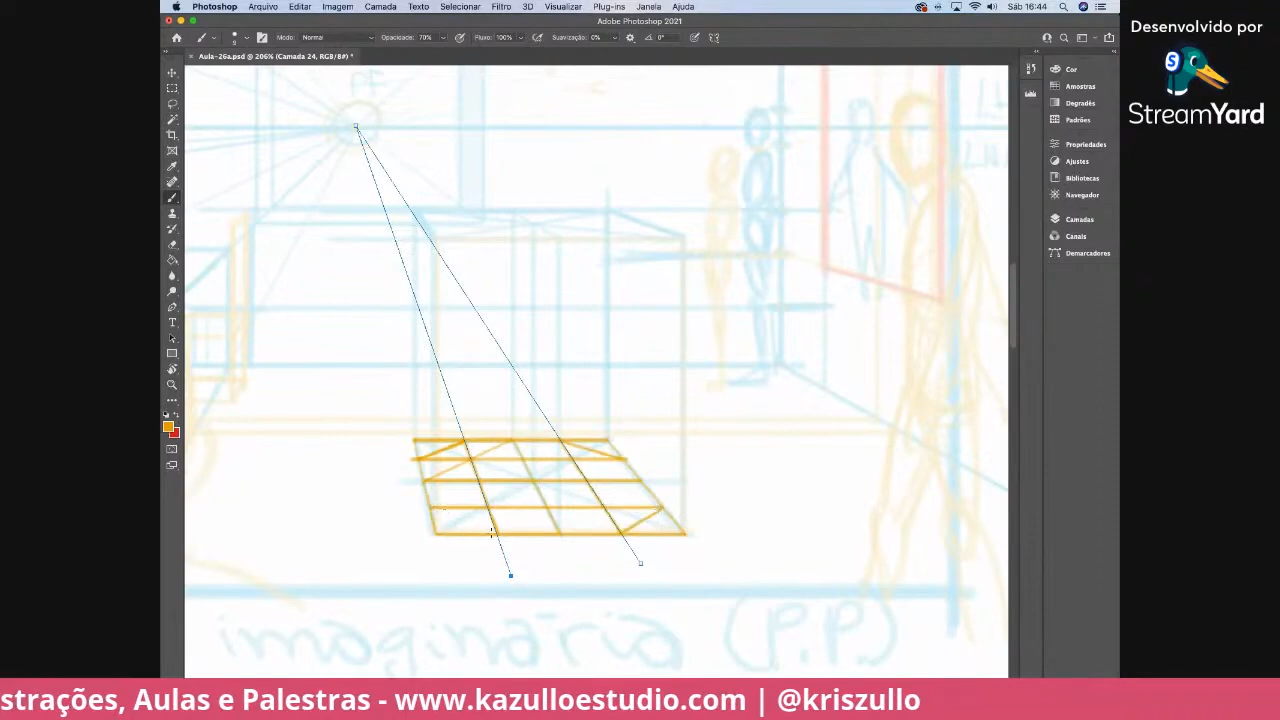 Photoshop Arquivo Editar Imagem Camada Texto Selecionar Filtro 3D Visualizar Plug-ins Janela Ajuda
Sáb 16:44
Adobe Photoshop 2021
Modo: Normal Opacidade: 70% Fluxo: 100% Suavização: 0% 0°
Aula-26a.psd @ 206% (Camada 24, RGB/8#) *
Cor
Amostras
Degradês
Padrões
Propriedades
Ajustes
Bibliotecas
Navegador
Camadas
Canais
Demarcadores
imaginária (P.P.)
Desenvolvido por
StreamYard
strações, Aulas e Palestras - www.kazulloestudio.com | @kriszullo